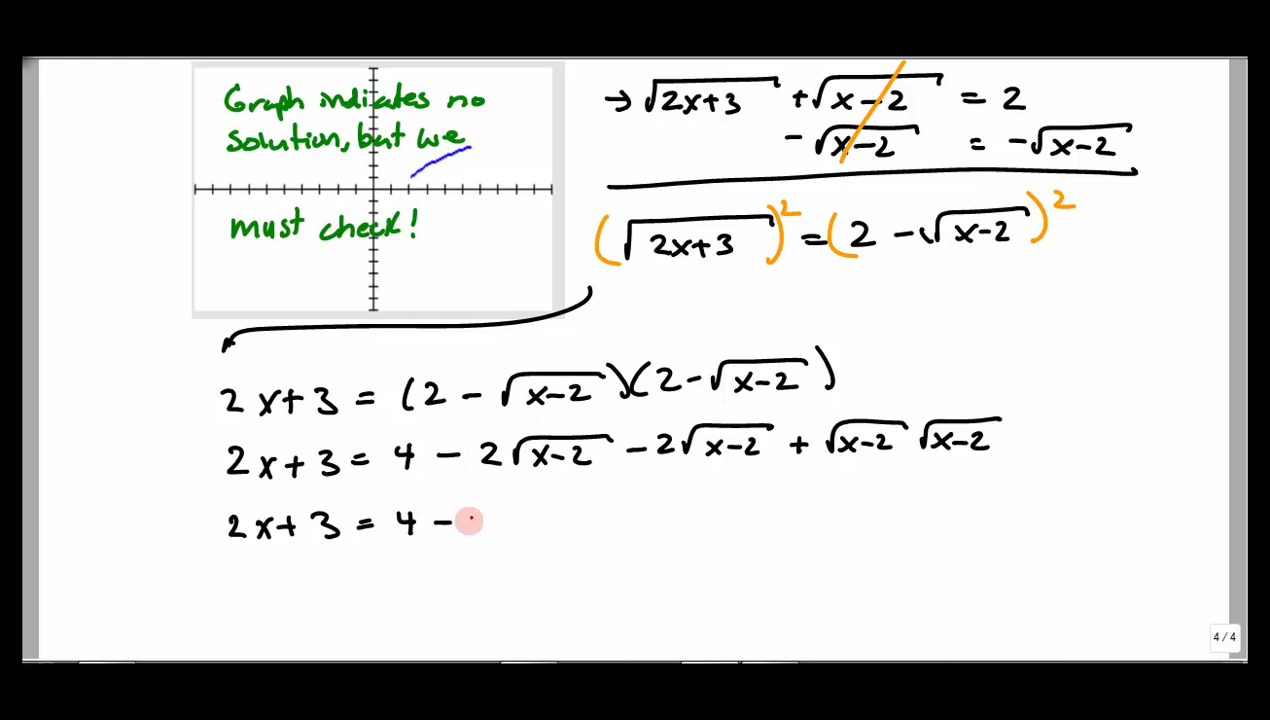 Graph indicates no
solution, but we
must check!
→ √(2x+3) + √(x-2) = 2
- √(x-2) = - √(x-2)
(√(2x+3))² = (2 - √(x-2))²
2x+3 = (2 - √(x-2))(2 - √(x-2))
2x+3 = 4 - 2√(x-2) - 2√(x-2) + √(x-2) √(x-2)
2x+3 = 4 -
4/4